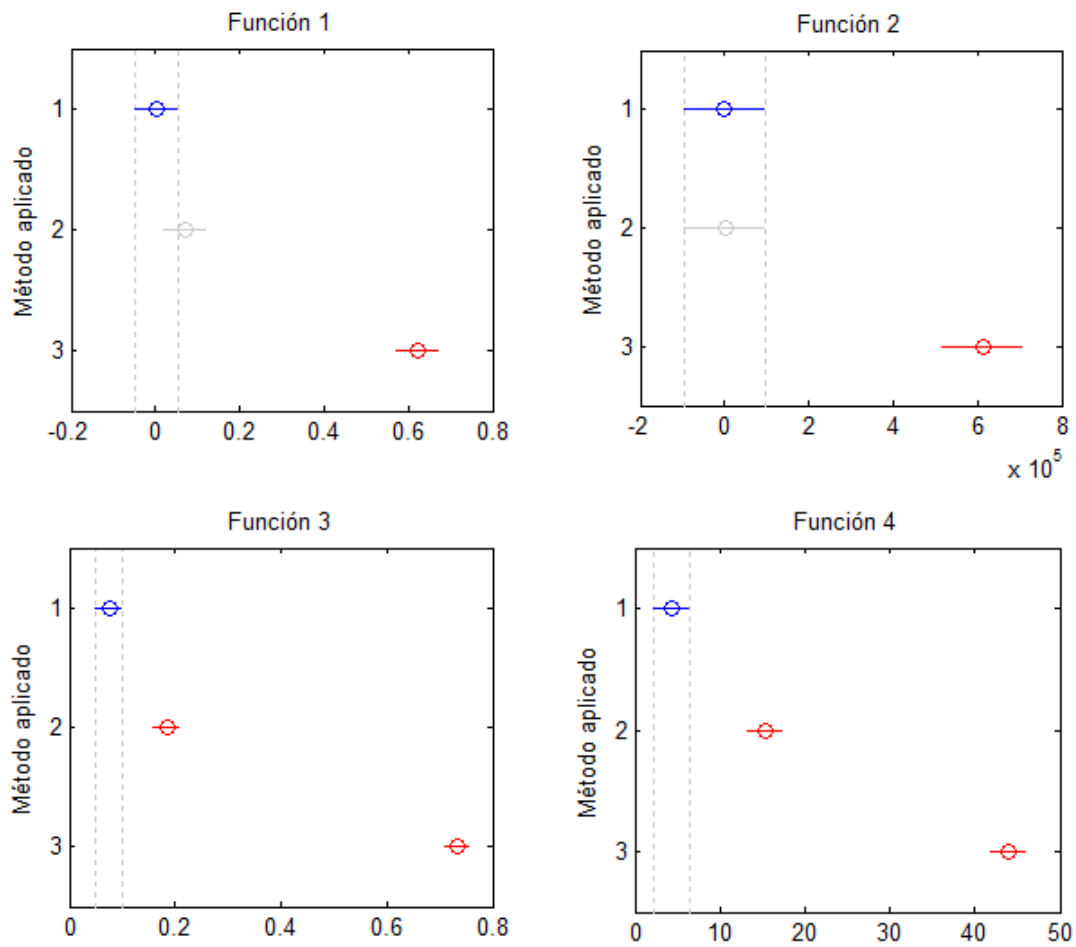 Función 1
Método aplicado
1
2
3
-0.2 0 0.2 0.4 0.6 0.8
Función 2
Método aplicado
1
2
3
-2 0 2 4 6 8
x 10^5
Función 3
Método aplicado
1
2
3
0 0.2 0.4 0.6 0.8
Función 4
Método aplicado
1
2
3
0 10 20 30 40 50